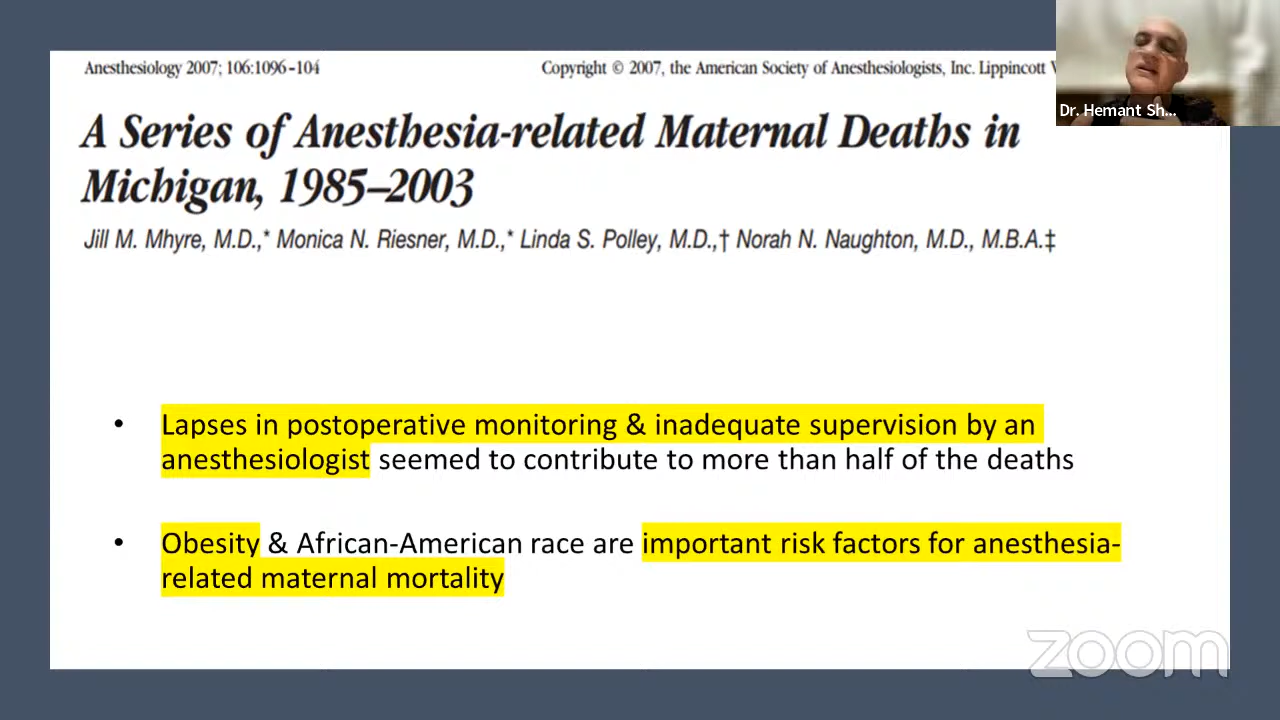 Anesthesiology 2007; 106:1096–104
Copyright © 2007, the American Society of Anesthesiologists, Inc. Lippincott
A Series of Anesthesia-related Maternal Deaths in
Michigan, 1985–2003
Jill M. Mhyre, M.D.,* Monica N. Riesner, M.D.,* Linda S. Polley, M.D.,† Norah N. Naughton, M.D., M.B.A.‡
Dr. Hemant Sh...
• Lapses in postoperative monitoring & inadequate supervision by an
anesthesiologist seemed to contribute to more than half of the deaths
• Obesity & African-American race are important risk factors for anesthesia-
related maternal mortality
zoom